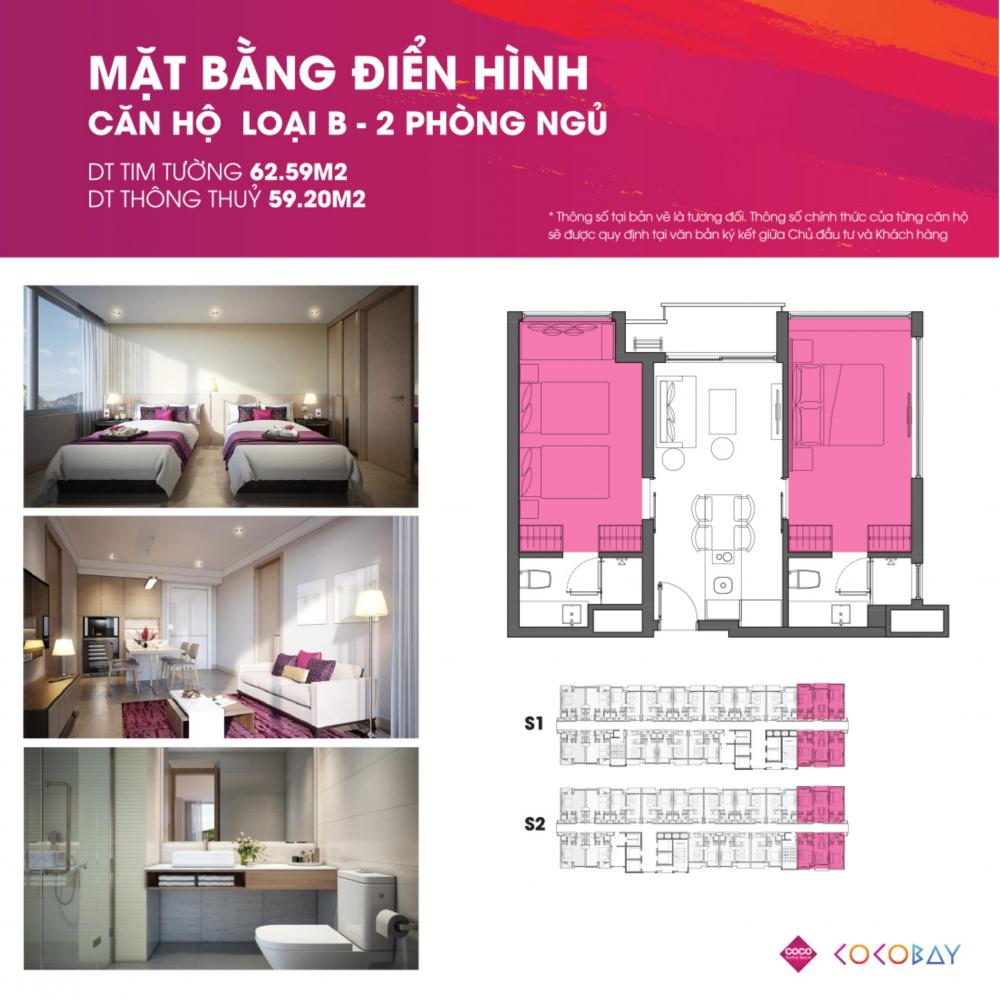 MẶT BẰNG ĐIỂN HÌNH
CĂN HỘ LOẠI B - 2 PHÒNG NGỦ
DT TIM TƯỜNG 62.59M2
DT THÔNG THUỶ 59.20M2
* Thông số tại bản vẽ là tương đối. Thông số chính thức của từng căn hộ
sẽ được quy định tại văn bản ký kết giữa Chủ đầu tư và Khách hàng
S1
S2
COCO
COCOBAY